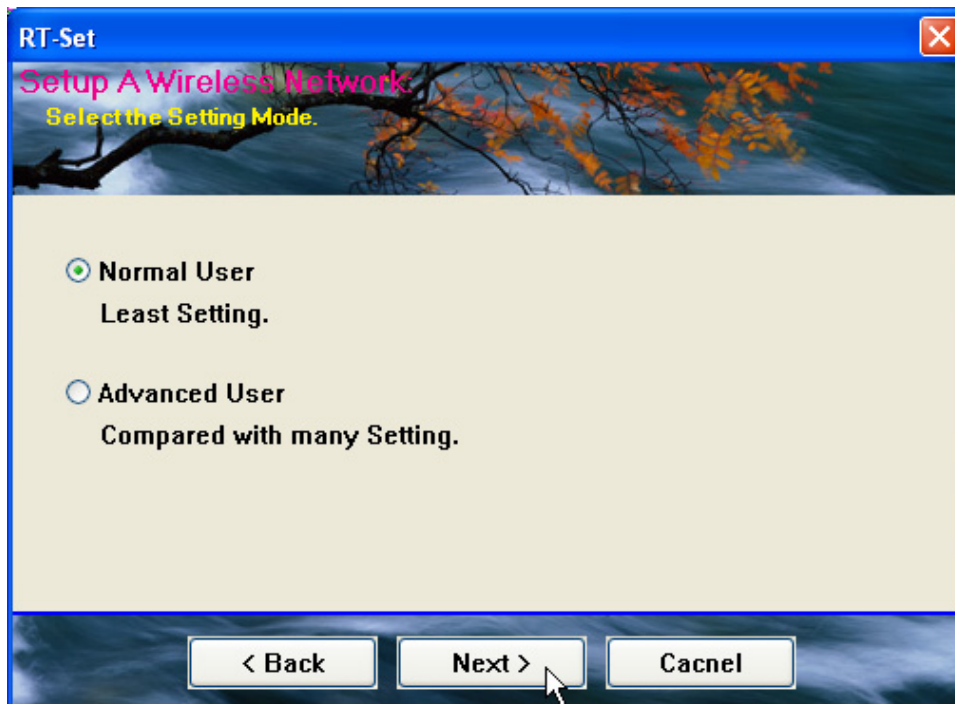 RT-Set
Setup A Wireless Network:
Select the Setting Mode.
Normal User
Least Setting.
Advanced User
Compared with many Setting.
< Back
Next >
Cacnel